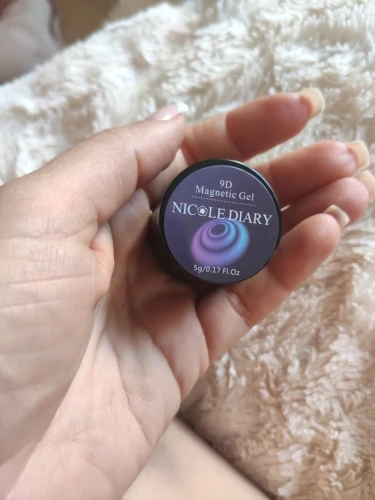 9D
Magnetic Gel
NICOLE DIARY
5g/0.17 Fl.Oz